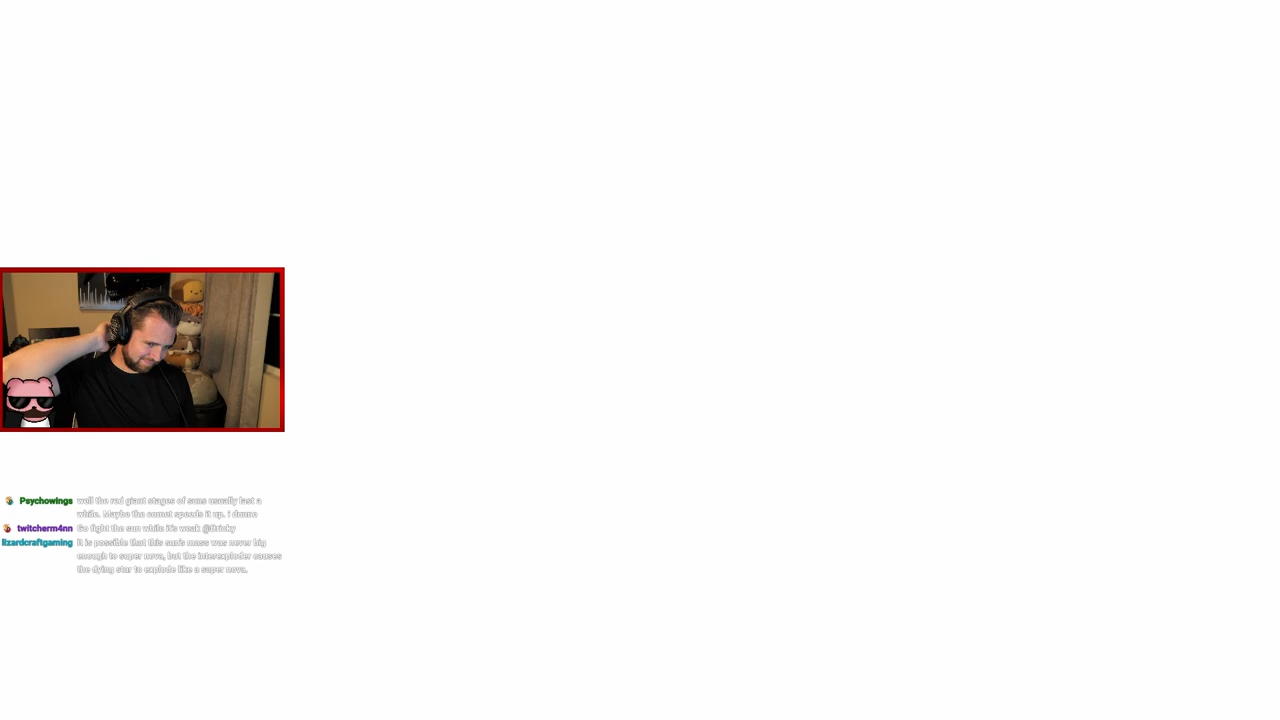 Psychowings well the red giant stages of suns usually last a
while. Maybe the comet speeds it up. i dunno
twitcherm4nn Go fight the sun while it's weak @Bricky
lizardcraftgaming It is possible that this sun's mass was never big
enough to super nova, but the interexploder causes
the dying star to explode like a super nova.